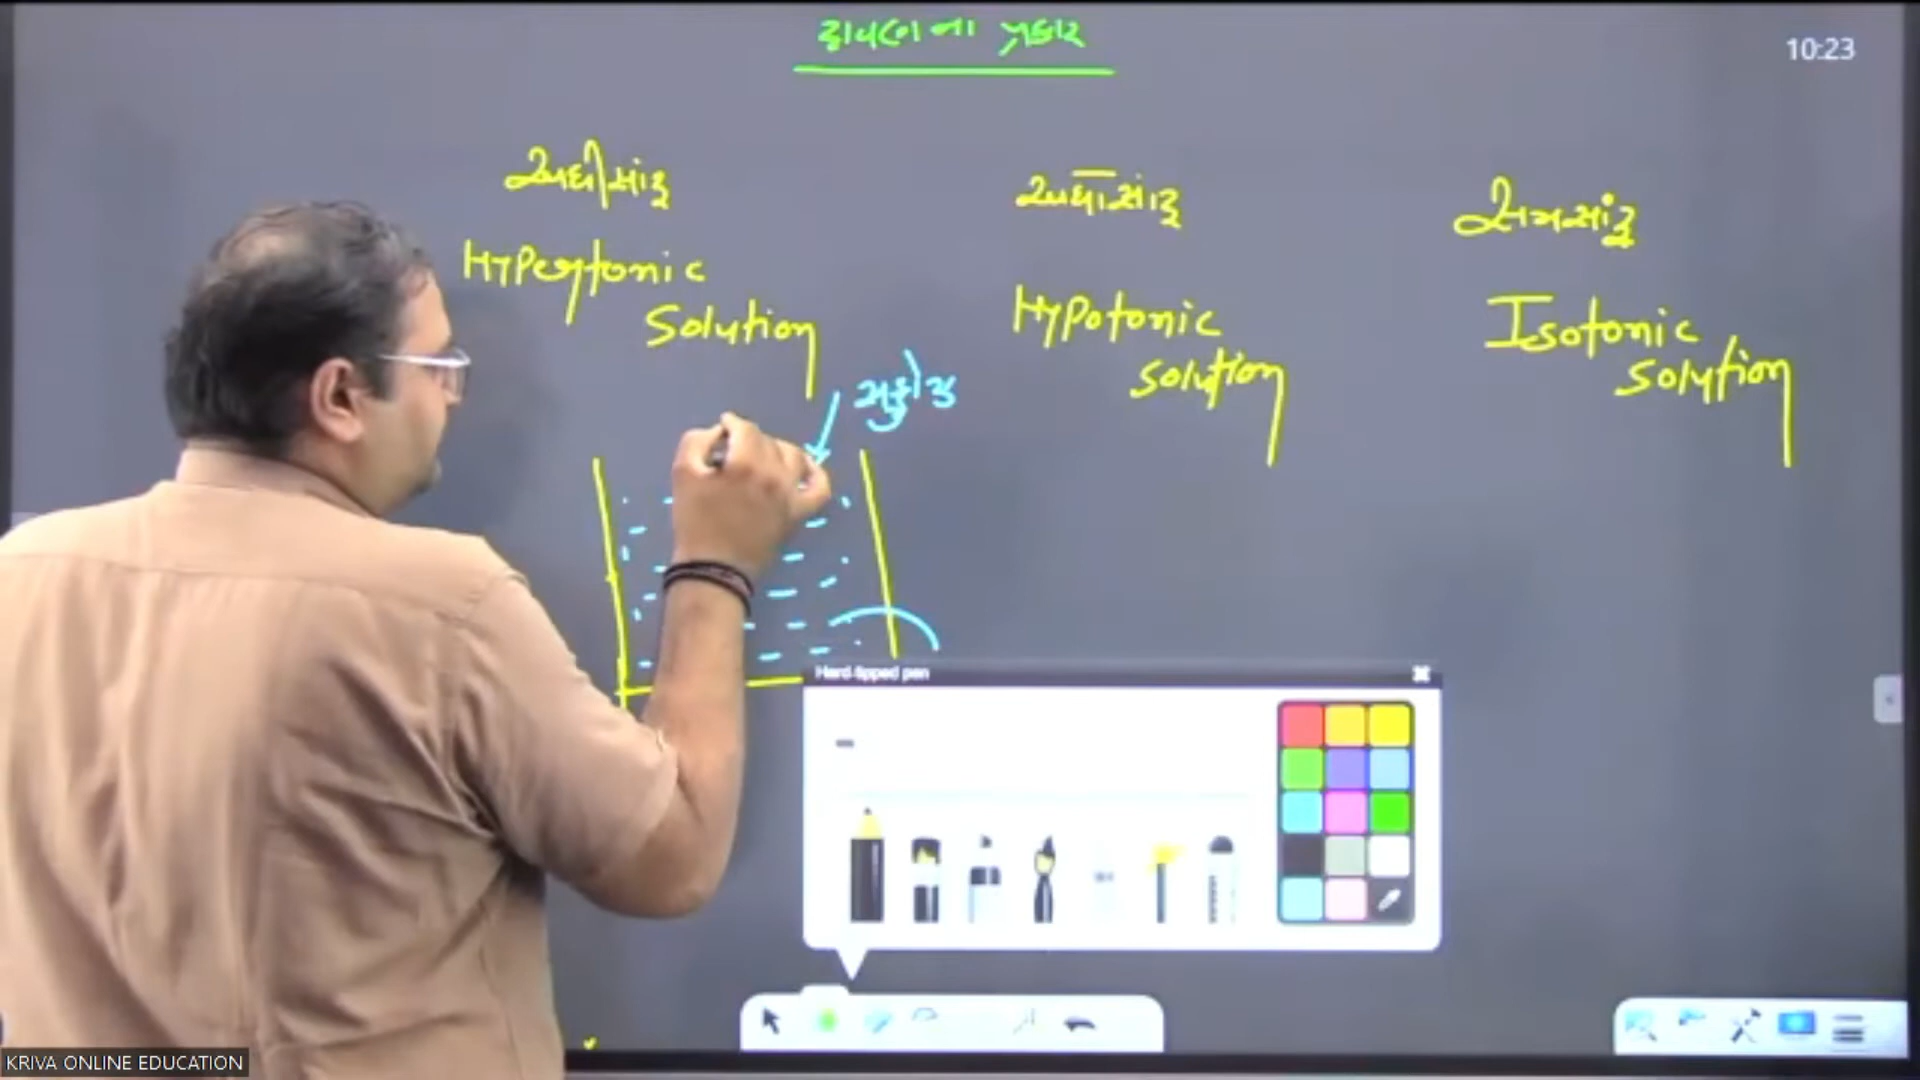 દ્રાવણના પ્રકાર
10:23
અધીસાંદ્ર
Hypertonic
Solution
અધોસાંદ્ર
Hypotonic
Solution
સમસાંદ્ર
Isotonic
Solution
સુક્રોઝ
Hard-tipped pen
KRIVA ONLINE EDUCATION